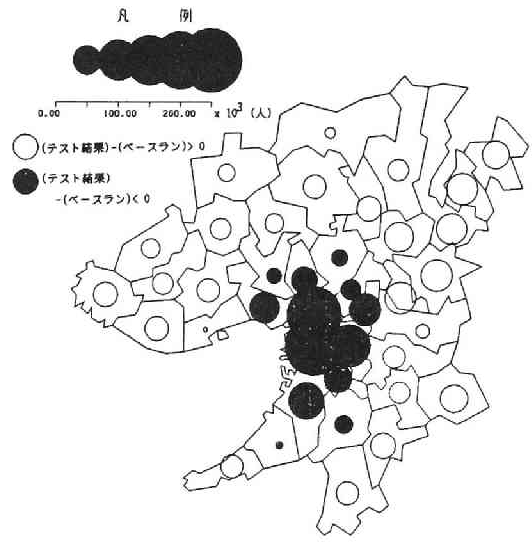 凡 例
0.00 100.00 200.00 x 10³ (人)
(テスト結果)-(ベースラン)> 0
(テスト結果)
-(ベースラン)< 0